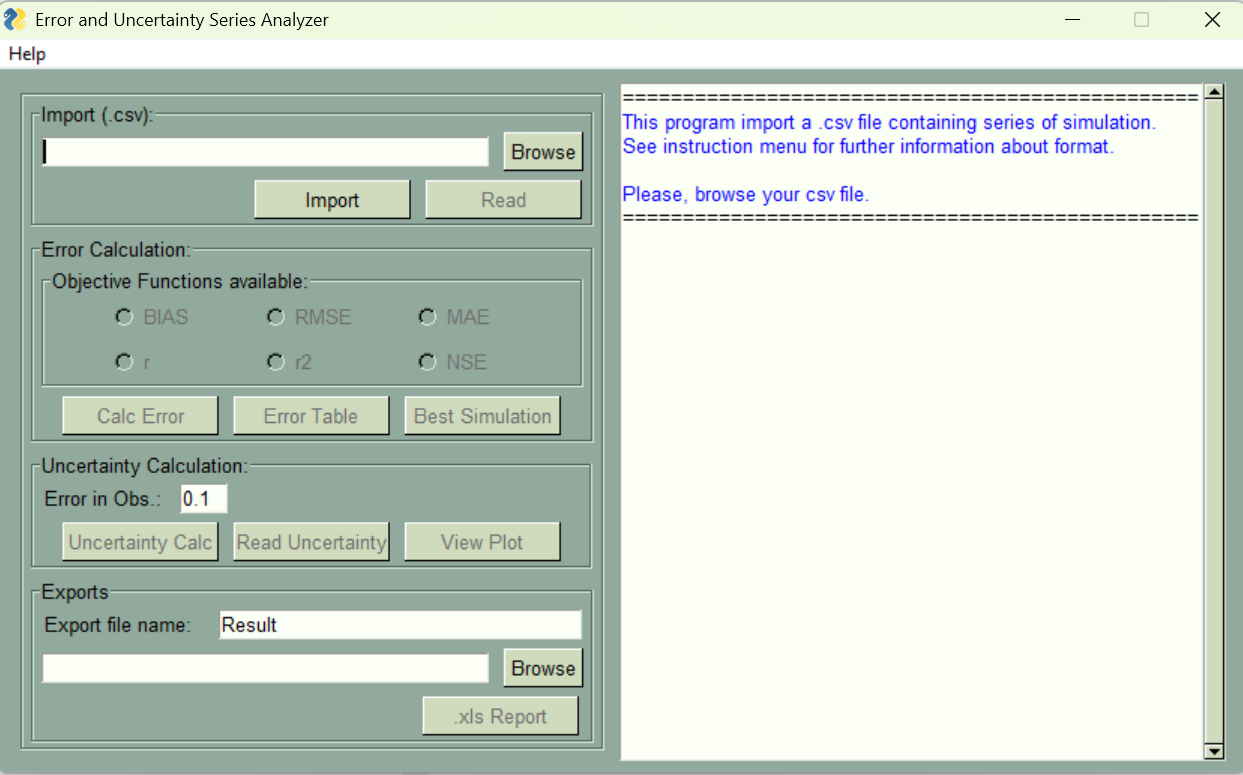 Error and Uncertainty Series Analyzer
Help
Import (.csv):
Browse
Import Read
Error Calculation:
Objective Functions available:
BIAS RMSE MAE
r r2 NSE
Calc Error Error Table Best Simulation
Uncertainty Calculation:
Error in Obs.: 0.1
Uncertainty Calc Read Uncertainty View Plot
Exports
Export file name: Result
Browse
.xls Report
================================================
This program import a .csv file containing series of simulation.
See instruction menu for further information about format.
Please, browse your csv file.
================================================